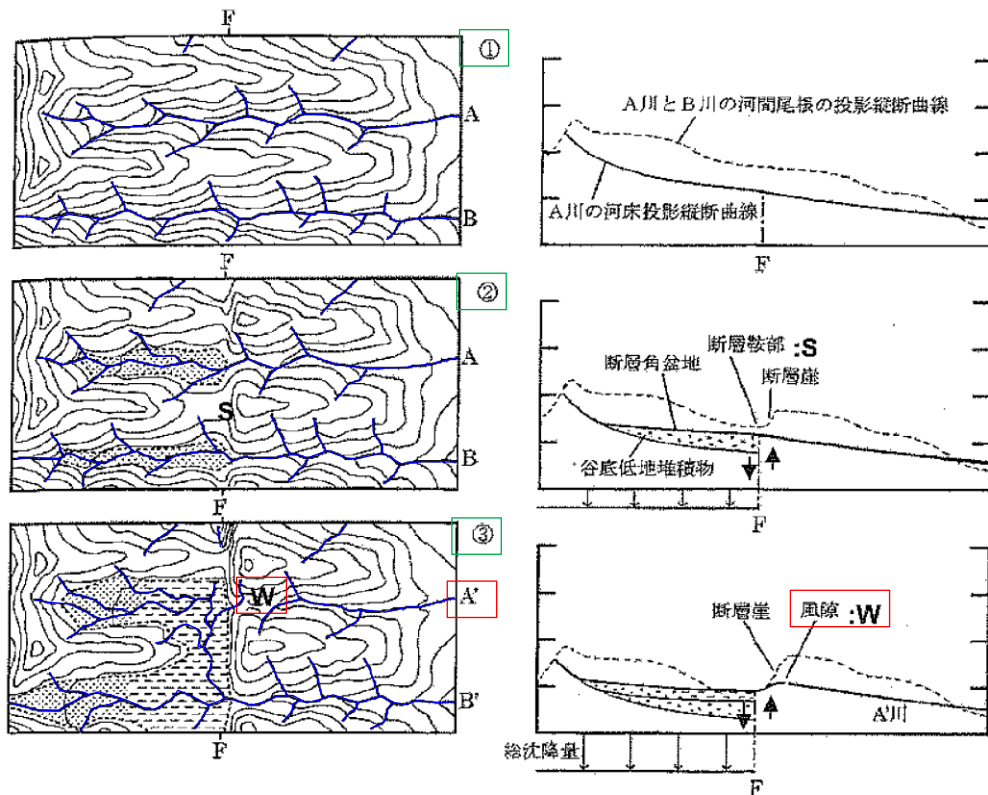 F
①
A
B
F
A川とB川の河間尾根の投影縦断曲線
A川の河床投影縦断曲線
F
②
A
S
B
F
断層鞍部 :S
断層角盆地
断層崖
谷底低地堆積物
F
③
W
A'
B'
F
断層崖
風隙 :W
A'川
総沈降量
F